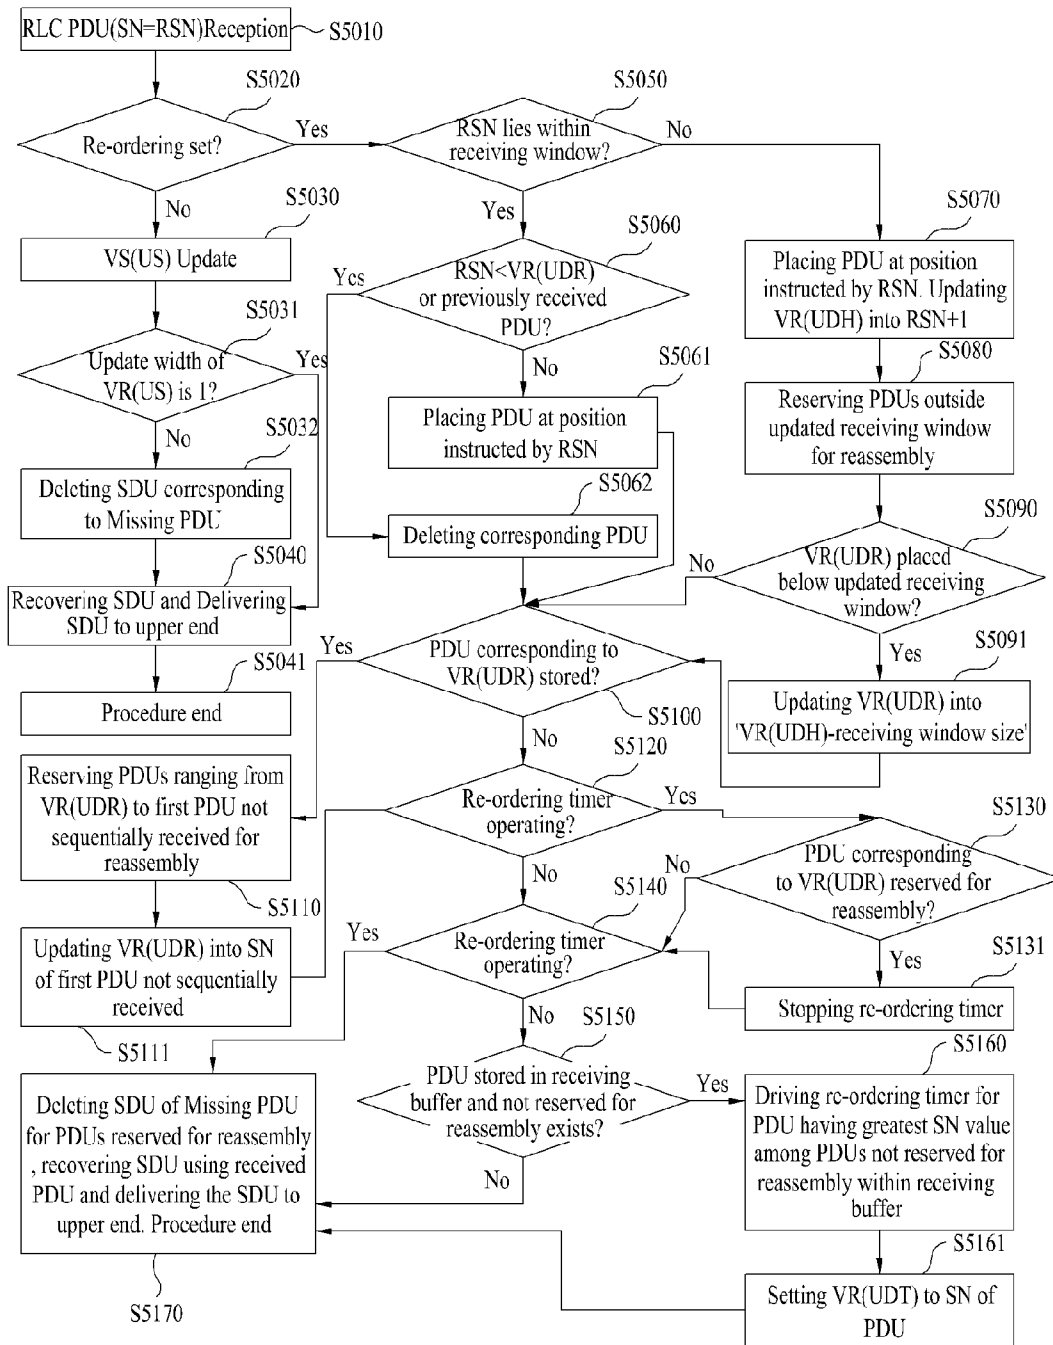 RLC PDU(SN=RSN)Reception
S5010
S5020
Re-ordering set?
Yes
No
S5050
RSN lies within
receiving window?
No
Yes
S5030
VS(US) Update
S5031
Update width of
VR(US) is 1?
Yes
No
S5032
Deleting SDU corresponding
to Missing PDU
S5040
Recovering SDU and Delivering
SDU to upper end
S5041
Procedure end
S5060
RSN<VR(UDR)
or previously received
PDU?
Yes
No
S5061
Placing PDU at position
instructed by RSN
S5062
Deleting corresponding PDU
S5070
Placing PDU at position
instructed by RSN. Updating
VR(UDH) into RSN+1
S5080
Reserving PDUs outside
updated receiving window
for reassembly
S5090
VR(UDR) placed
below updated receiving
window?
No
Yes
S5091
Updating VR(UDR) into
'VR(UDH)-receiving window size'
PDU corresponding to
VR(UDR) stored?
Yes
S5100
No
Reserving PDUs ranging from
VR(UDR) to first PDU not
sequentially received for
reassembly
S5110
Updating VR(UDR) into SN
of first PDU not sequentially
received
S5111
S5120
Re-ordering timer
operating?
Yes
No
S5130
PDU corresponding
to VR(UDR) reserved for
reassembly?
No
Yes
S5131
Stopping re-ordering timer
S5140
Re-ordering timer
operating?
Yes
No
S5150
PDU stored in receiving
buffer and not reserved for
reassembly exists?
Yes
No
S5160
Driving re-ordering timer for
PDU having greatest SN value
among PDUs not reserved for
reassembly within receiving
buffer
S5161
Setting VR(UDT) to SN of
PDU
Deleting SDU of Missing PDU
for PDUs reserved for reassembly
, recovering SDU using received
PDU and delivering the SDU to
upper end. Procedure end
S5170